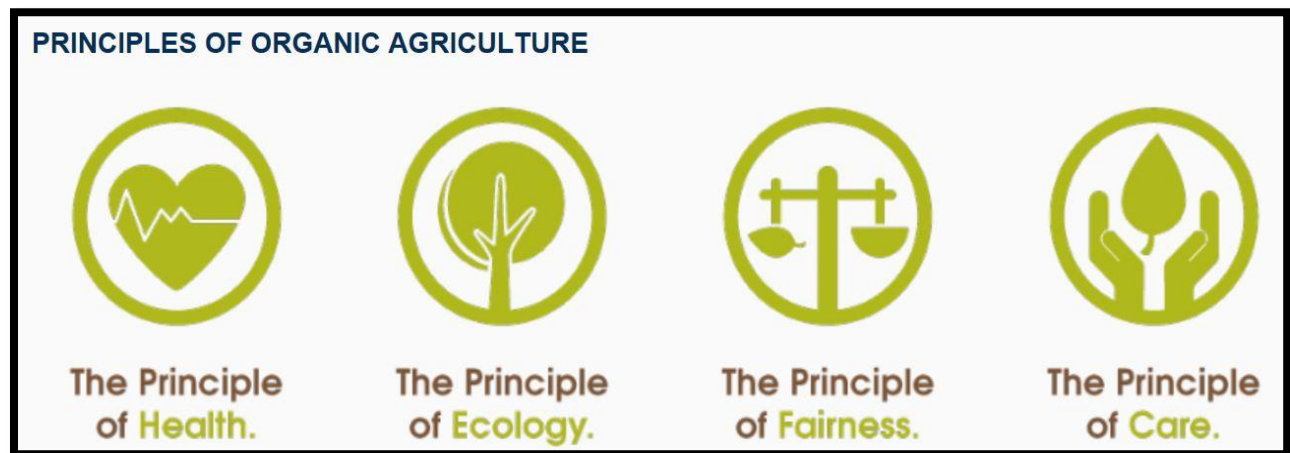 PRINCIPLES OF ORGANIC AGRICULTURE
The Principle
of Health.
The Principle
of Ecology.
The Principle
of Fairness.
The Principle
of Care.